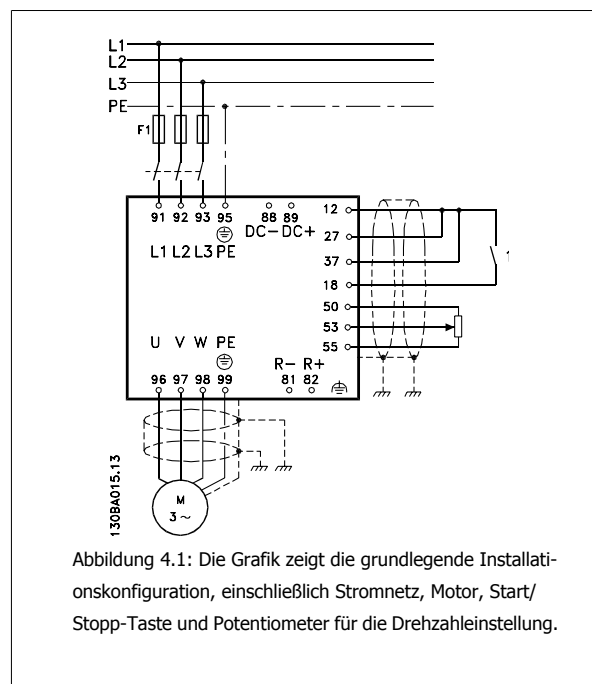 L1
L2
L3
PE
F1
91 92 93 95 88 89 12
DC- DC+
L1 L2 L3 PE
27
37
18
50
53
55
U V W PE
R- R+
96 97 98 99 81 82
M
3 ~
130BA015.13
Abbildung 4.1: Die Grafik zeigt die grundlegende Installati-
onskonfiguration, einschließlich Stromnetz, Motor, Start/
Stopp-Taste und Potentiometer für die Drehzahleinstellung.